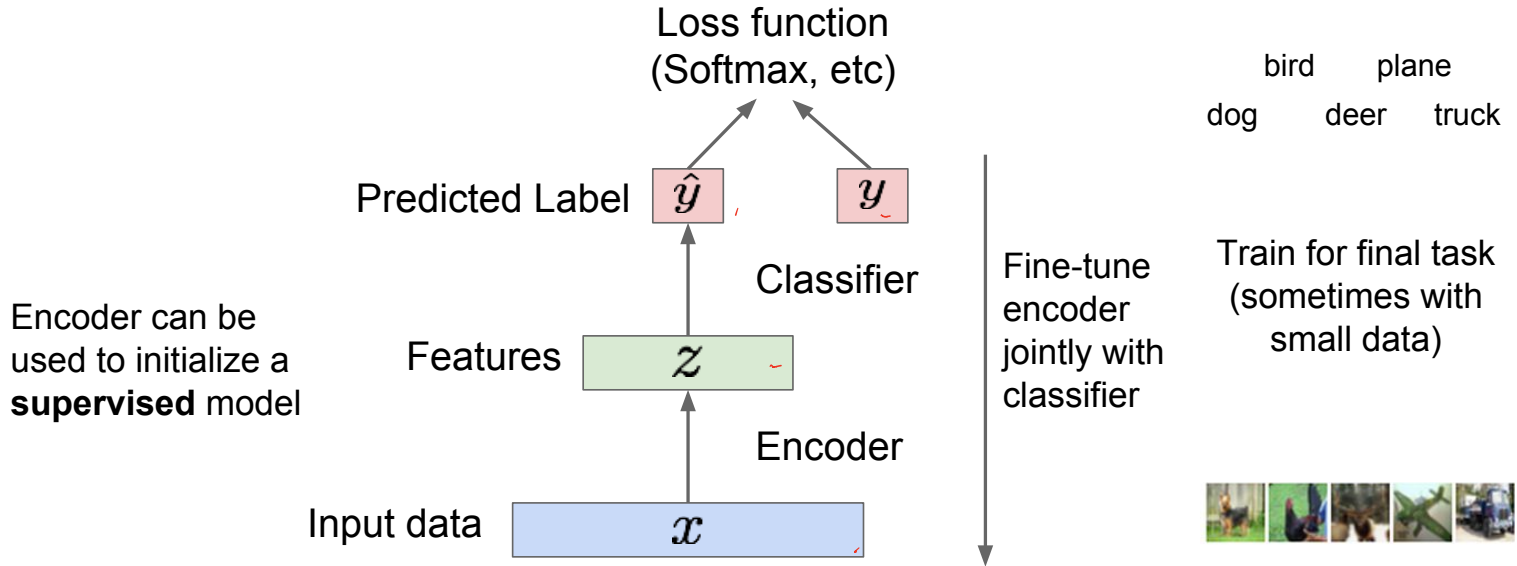 Loss function
(Softmax, etc)
bird plane
dog deer truck
Predicted Label
ŷ
y
Classifier
Fine-tune
encoder
jointly with
classifier
Train for final task
(sometimes with
small data)
Encoder can be
used to initialize a
supervised model
Features
z
Encoder
Input data
x